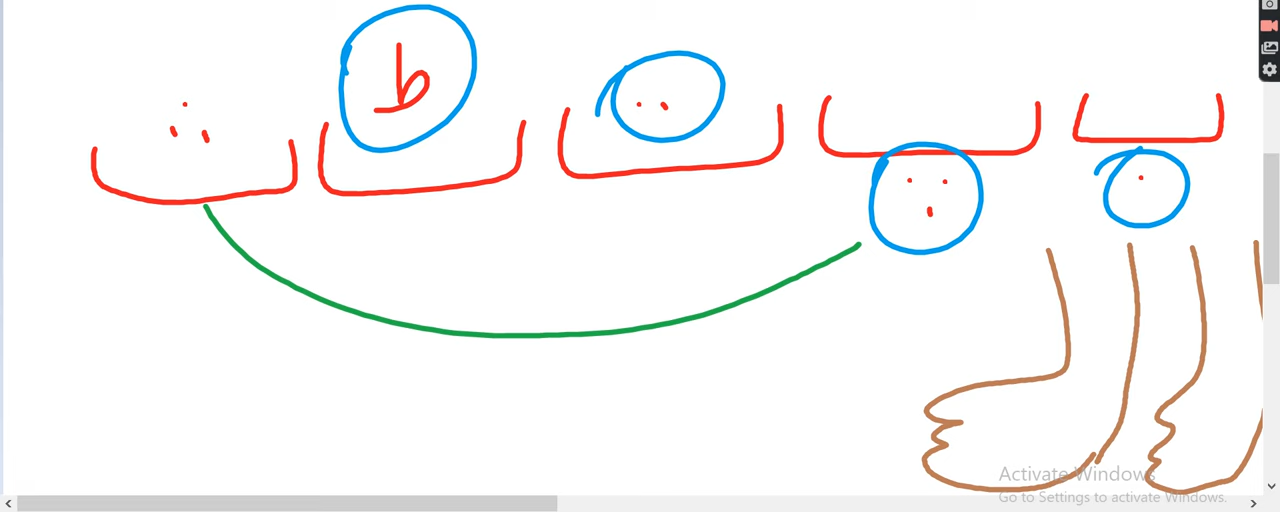 ب پ ت ٹ ث
Activate Windows
Go to Settings to activate Windows.